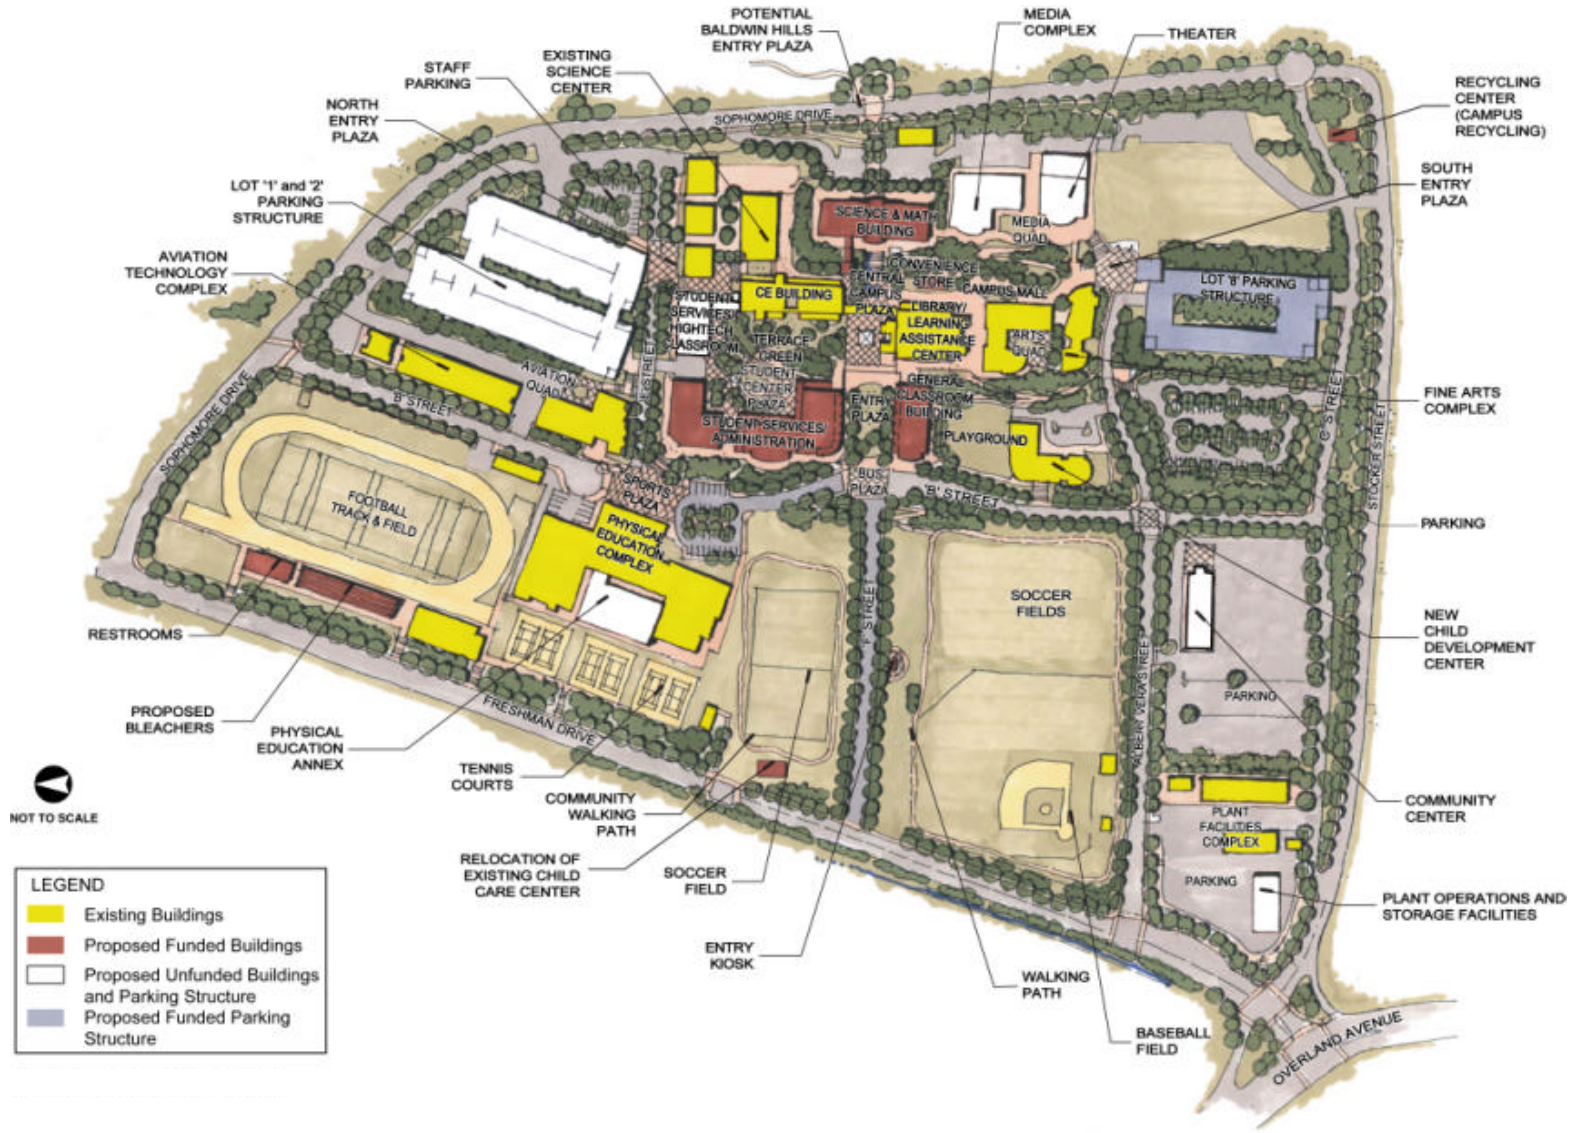 POTENTIAL
BALDWIN HILLS
ENTRY PLAZA
MEDIA
COMPLEX
THEATER
EXISTING
SCIENCE
CENTER
STAFF
PARKING
NORTH
ENTRY
PLAZA
LOT '1' and '2'
PARKING
STRUCTURE
AVIATION
TECHNOLOGY
COMPLEX
RECYCLING
CENTER
(CAMPUS
RECYCLING)
SOUTH
ENTRY
PLAZA
SOPHOMORE DRIVE
SCIENCE & MATH
BUILDING
MEDIA
QUAD
CONVENIENCE
STORE
CAMPUS MALL
CENTRAL
CAMPUS
PLAZA
LOT '8' PARKING
STRUCTURE
CE BUILDING
STUDENT
SERVICES/
HIGHTECH
CLASSROOM
LIBRARY/
LEARNING
ASSISTANCE
CENTER
ARTS
QUAD
TERRACE
GREEN
STUDENT
CENTER
PLAZA
AVIATION
QUAD
'B' STREET
SOPHOMORE DRIVE
GENERAL
CLASSROOM
BUILDING
ENTRY
PLAZA
STUDENT SERVICES/
ADMINISTRATION
PLAYGROUND
FINE ARTS
COMPLEX
'C' STREET
STOCKER STREET
BUS
PLAZA
'B' STREET
SPORTS
PLAZA
FOOTBALL
TRACK & FIELD
PHYSICAL
EDUCATION
COMPLEX
PARKING
SOCCER
FIELDS
'F' STREET
ALBERT VERA STREET
RESTROOMS
PROPOSED
BLEACHERS
PHYSICAL
EDUCATION
ANNEX
FRESHMAN DRIVE
TENNIS
COURTS
COMMUNITY
WALKING
PATH
RELOCATION OF
EXISTING CHILD
CARE CENTER
SOCCER
FIELD
ENTRY
KIOSK
WALKING
PATH
BASEBALL
FIELD
NEW
CHILD
DEVELOPMENT
CENTER
PARKING
COMMUNITY
CENTER
PLANT
FACILITIES
COMPLEX
PARKING
PLANT OPERATIONS AND
STORAGE FACILITIES
OVERLAND AVENUE
NOT TO SCALE
LEGEND
Existing Buildings
Proposed Funded Buildings
Proposed Unfunded Buildings
and Parking Structure
Proposed Funded Parking
Structure